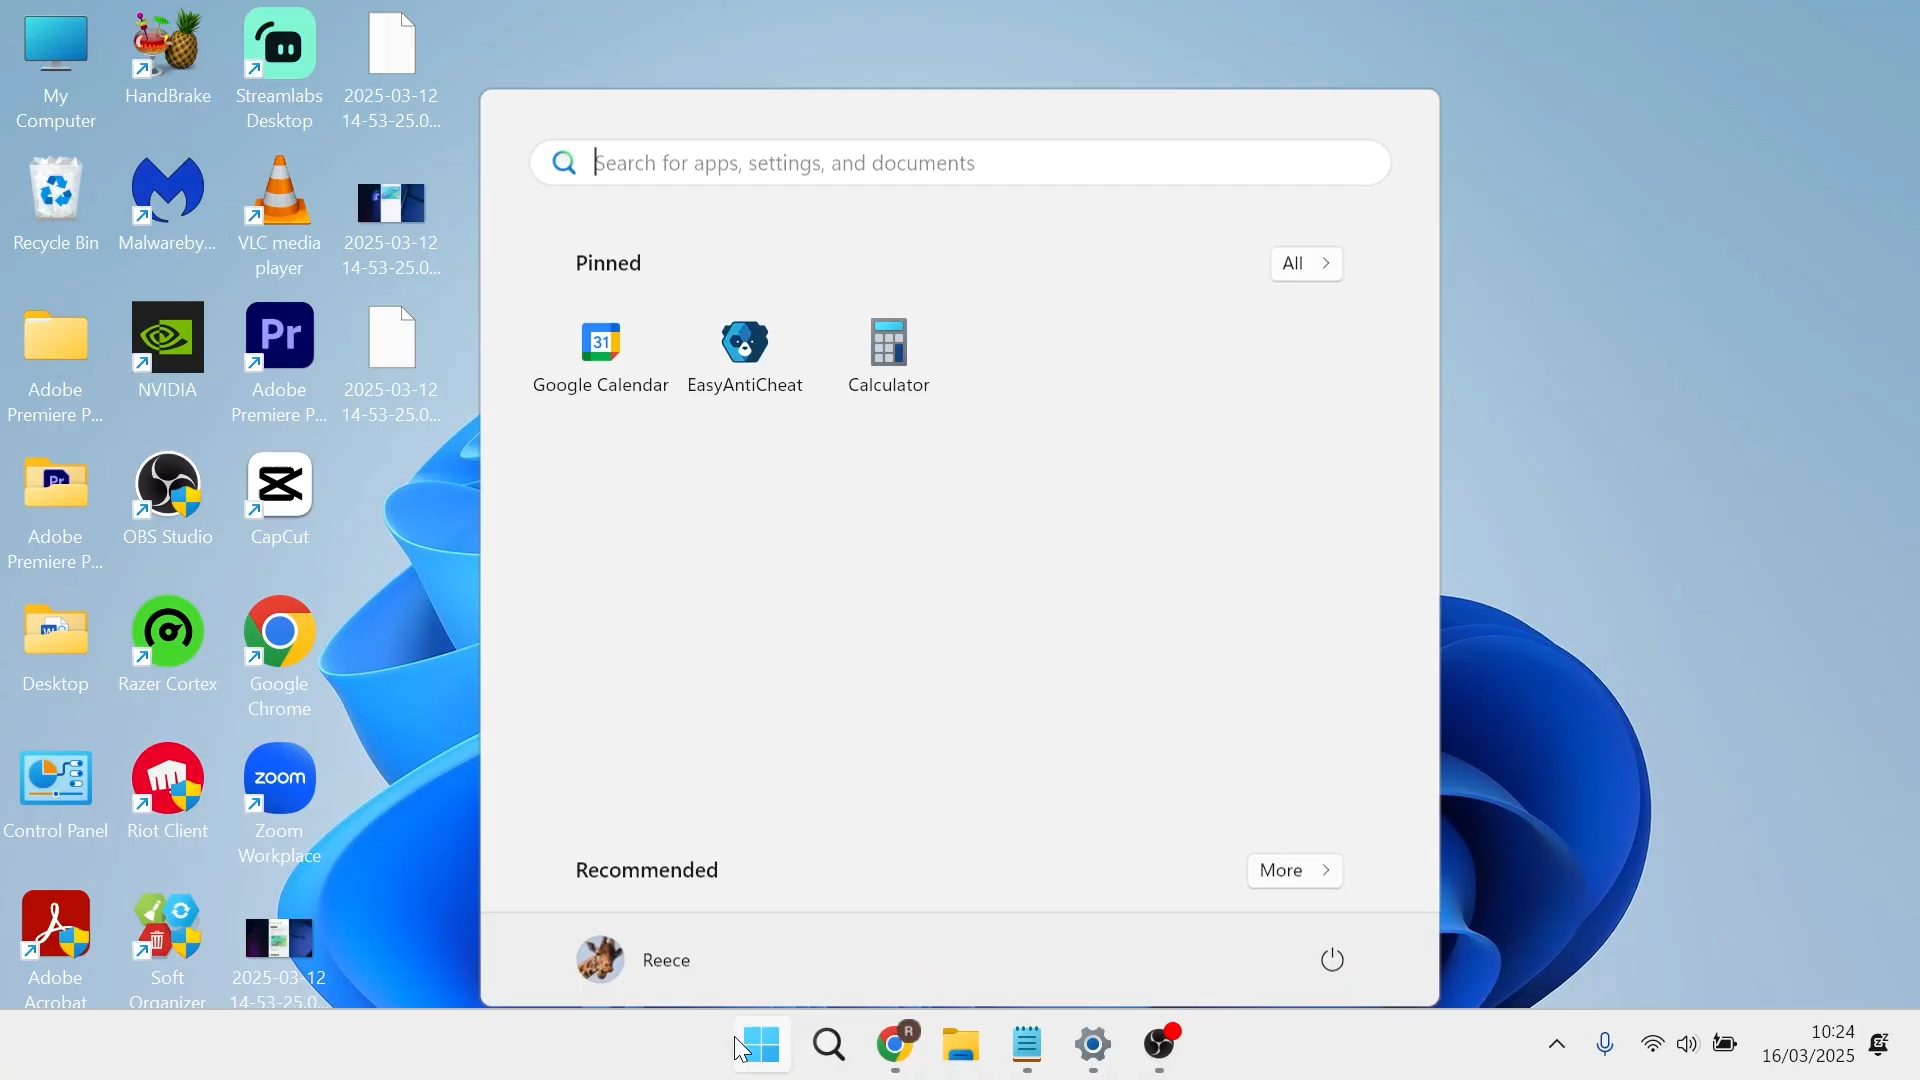 My
Computer
HandBrake
Streamlabs
Desktop
2025-03-12
14-53-25.0...
Recycle Bin
Malwareby...
VLC media
player
2025-03-12
14-53-25.0...
Adobe
Premiere P...
NVIDIA
Pr
Adobe
Premiere P...
2025-03-12
14-53-25.0...
Pr
Adobe
Premiere P...
OBS Studio
CapCut
W
Desktop
Razer Cortex
Google
Chrome
Control Panel
Riot Client
zoom
Zoom
Workplace
Adobe
Acrobat
Soft
Organizer
2025-03-12
14-53-25.0...
Search for apps, settings, and documents
Pinned
All
31
Google Calendar
EasyAntiCheat
Calculator
Recommended
More
Reece
R
10:24
16/03/2025